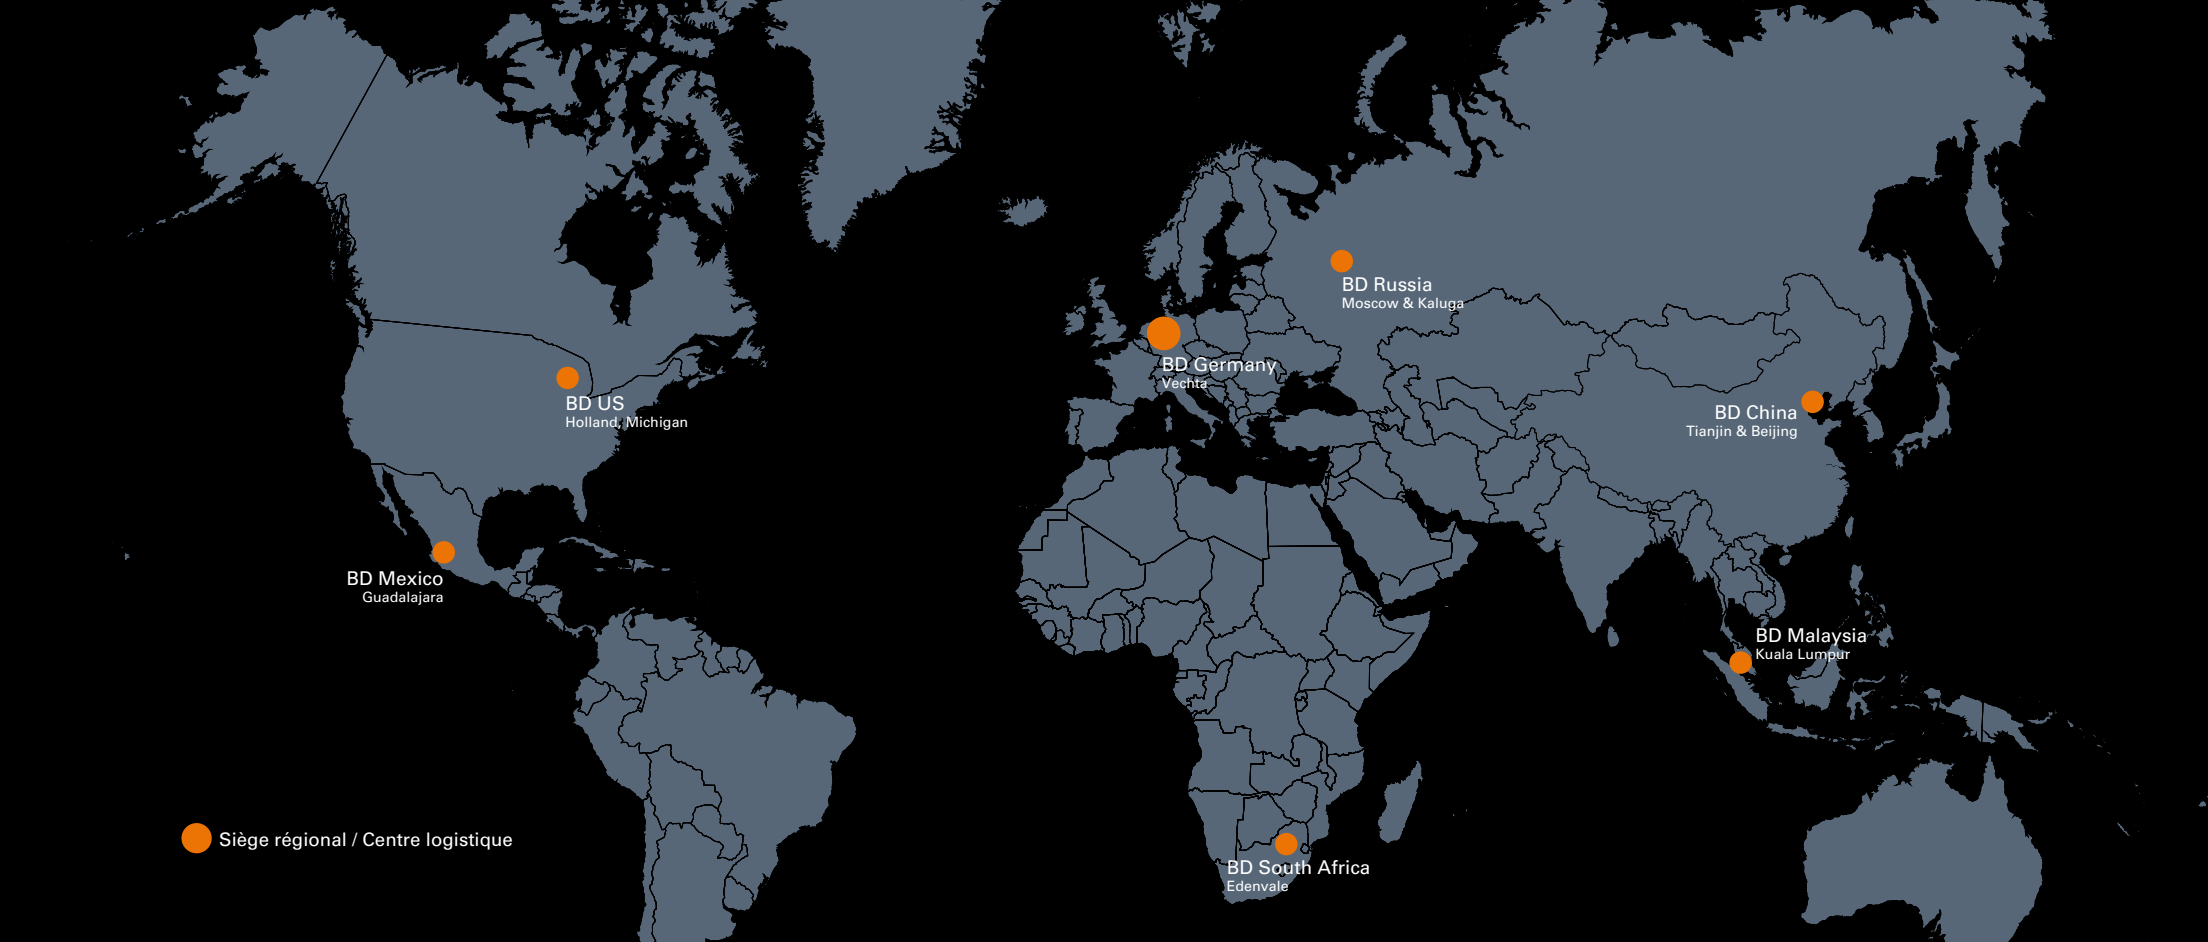 BD Russia
Moscow & Kaluga
BD Germany
Vechta
BD US
Holland, Michigan
BD China
Tianjin & Beijing
BD Mexico
Guadalajara
BD Malaysia
Kuala Lumpur
Siège régional / Centre logistique
BD South Africa
Edenvale